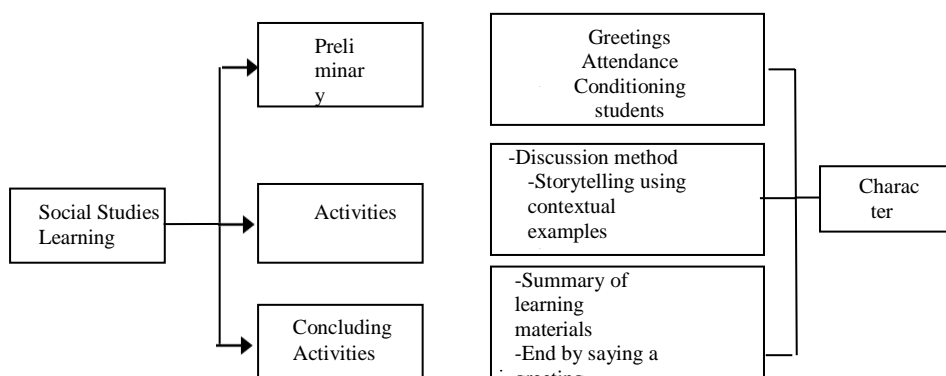 Preli
minar
y
Greetings
Attendance
Conditioning
students
Social Studies
Learning
Activities
-Discussion method
-Storytelling using
contextual
examples
Charac
ter
Concluding
Activities
-Summary of
learning
materials
-End by saying a
greeting